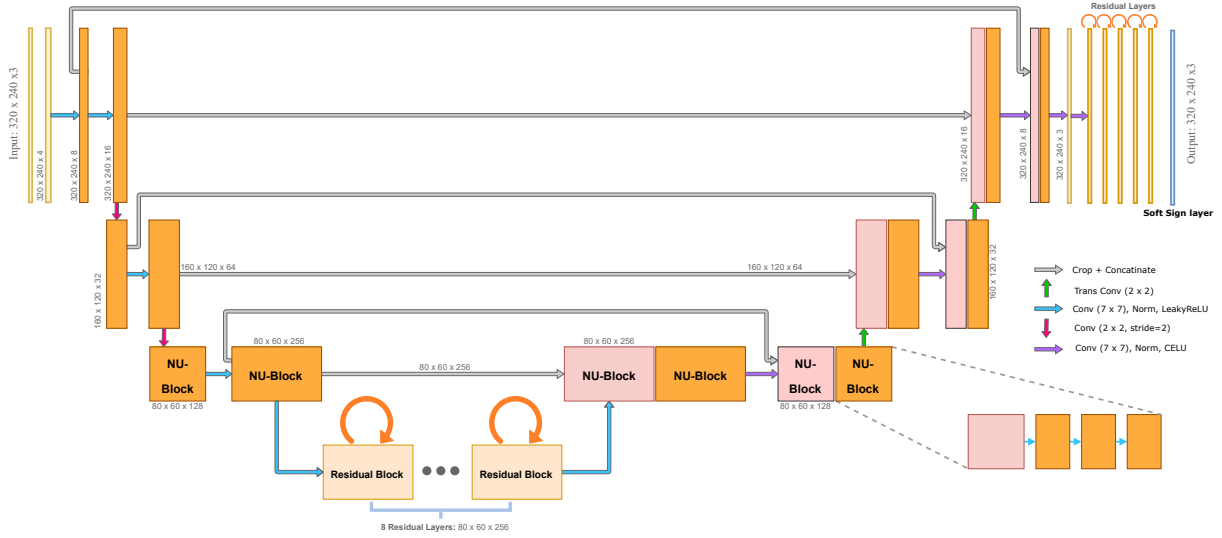 Residual Layers
Input: 320 x 240 x3
320 x 240 x 4
320 x 240 x 8
320 x 240 x 16
320 x 240 x 16
320 x 240 x 8
320 x 240 x 3
Output: 320 x 240 x3
Soft Sign layer
160 x 120 x 32
160 x 120 x 64
160 x 120 x 64
160 x 120 x 32
Crop + Concatinate
Trans Conv (2 x 2)
Conv (7 x 7), Norm, LeakyReLU
Conv (2 x 2, stride=2)
Conv (7 x 7), Norm, CELU
80 x 60 x 256
80 x 60 x 256
NU-
Block
NU-Block
80 x 60 x 256
NU-Block
NU-Block
NU-
Block
NU-
Block
80 x 60 x 128
80 x 60 x 128
Residual Block
Residual Block
8 Residual Layers: 80 x 60 x 256